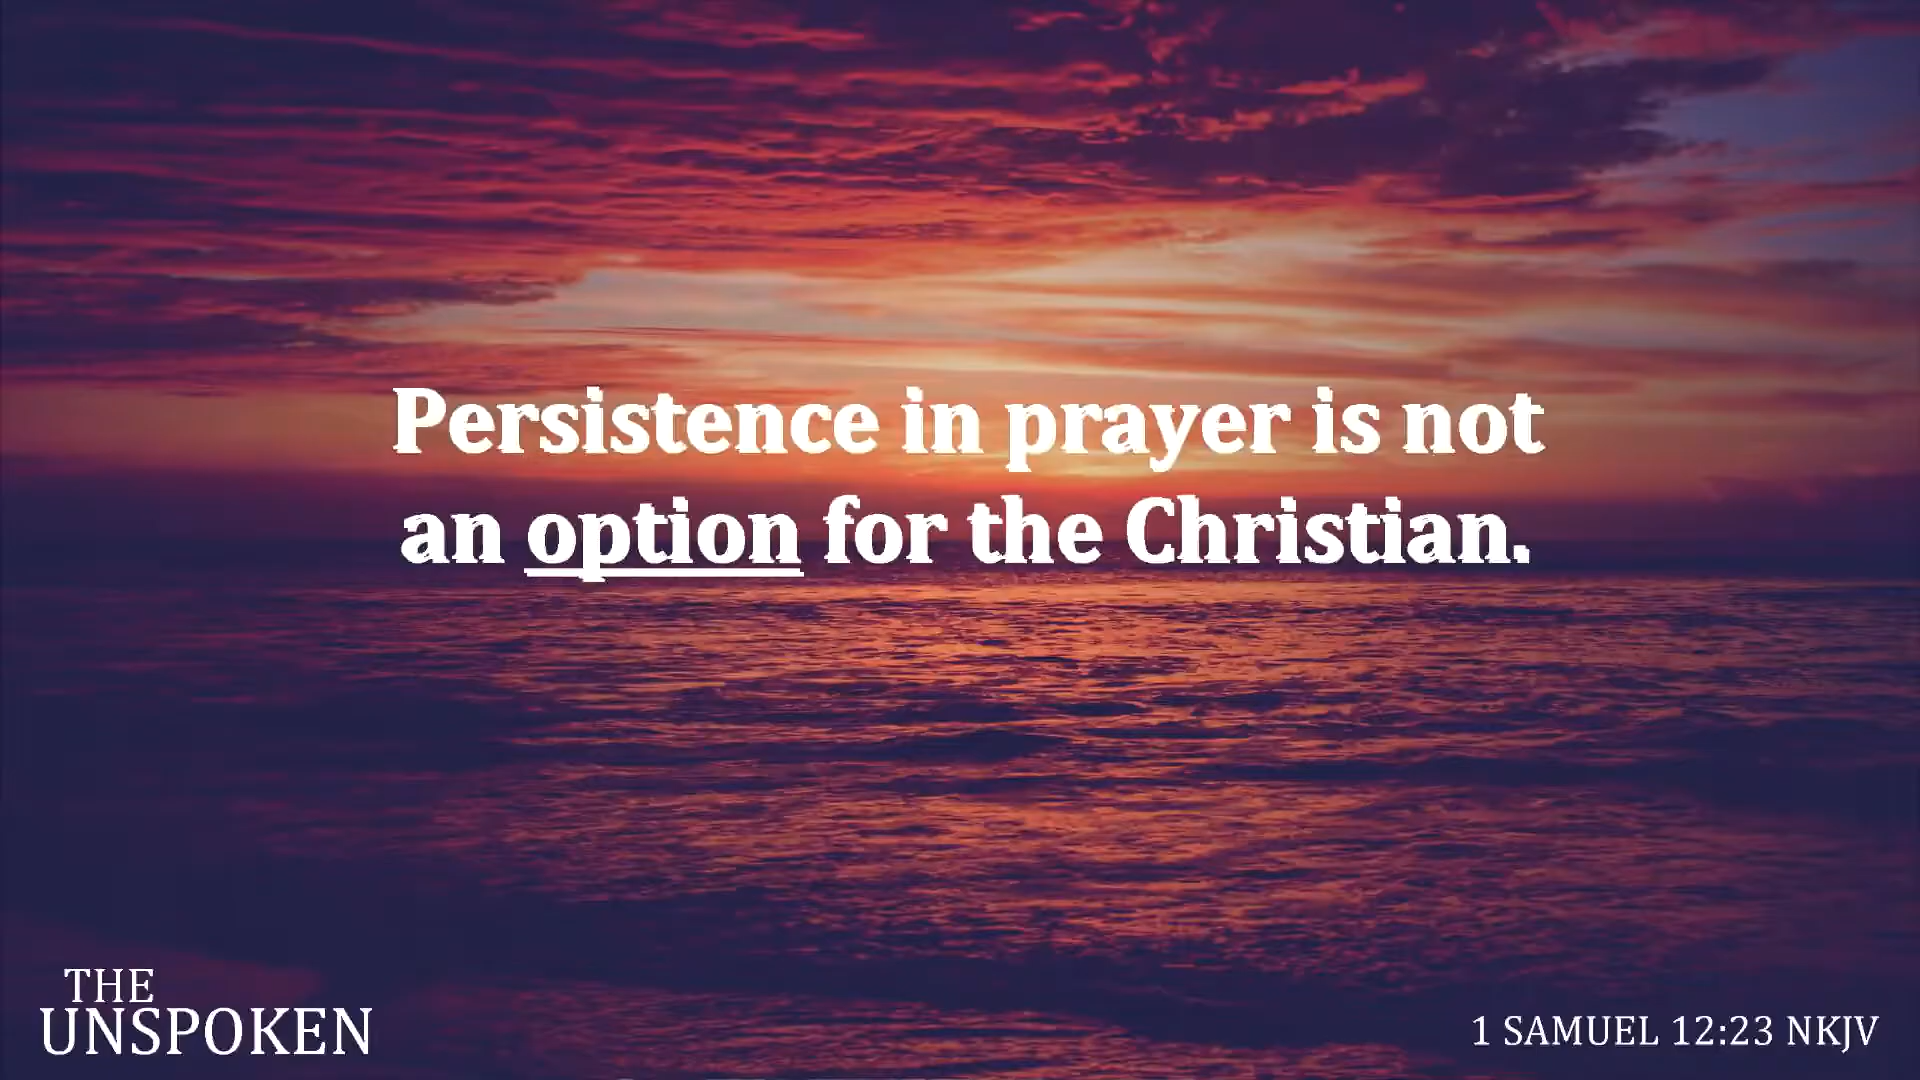 Persistence in prayer is not
an option for the Christian.
THE
UNSPOKEN
1 SAMUEL 12:23 NKJV